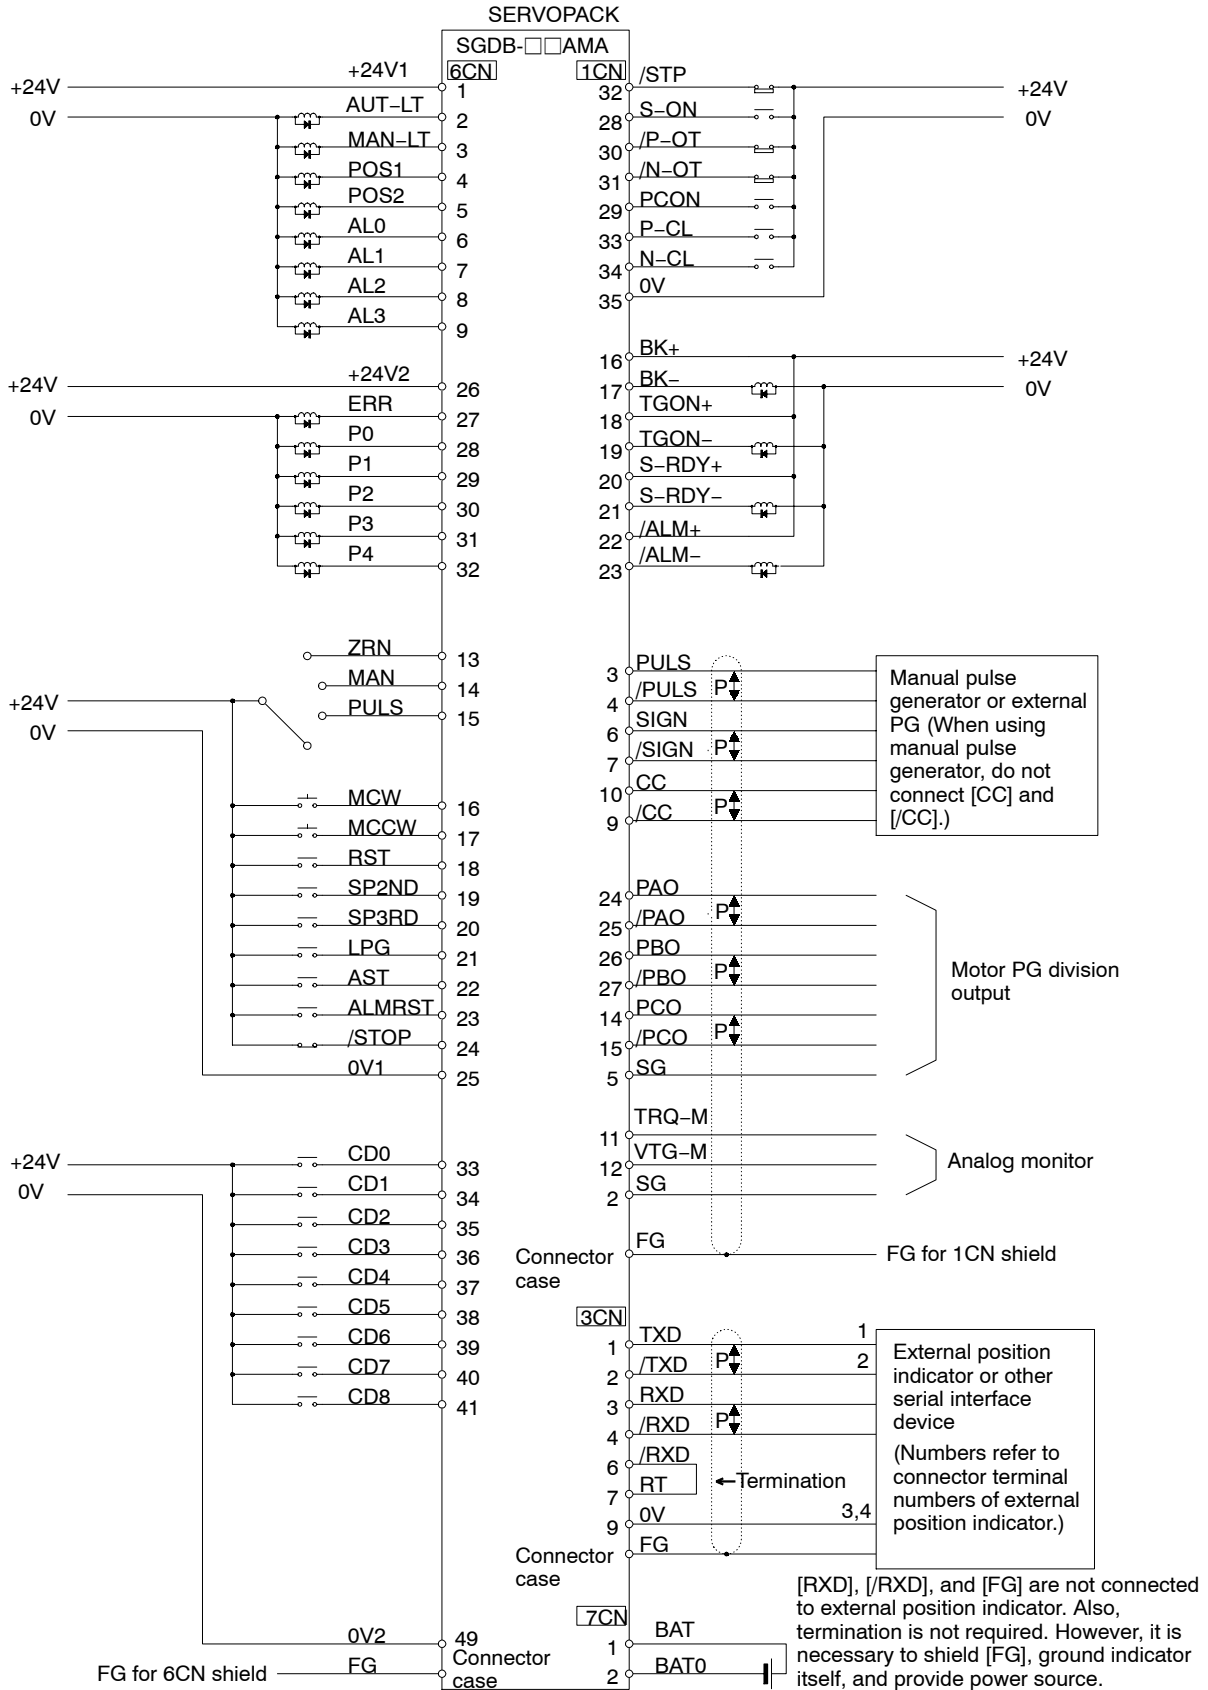 SERVOPACK
SGDB-□□AMA
6CN
1CN
+24V
+24V1
1
0V
AUT−LT
2
MAN−LT
3
POS1
4
POS2
5
AL0
6
AL1
7
AL2
8
AL3
9
+24V
+24V2
26
0V
ERR
27
P0
28
P1
29
P2
30
P3
31
P4
32
ZRN
13
MAN
14
+24V
PULS
15
0V
MCW
16
MCCW
17
RST
18
SP2ND
19
SP3RD
20
LPG
21
AST
22
ALMRST
23
/STOP
24
0V1
25
+24V
CD0
33
0V
CD1
34
CD2
35
CD3
36
CD4
37
CD5
38
CD6
39
CD7
40
CD8
41
0V2
49
FG for 6CN shield
FG
Connector
case
32
/STP
+24V
28
S-ON
0V
30
/P-OT
31
/N-OT
29
PCON
33
P−CL
34
N−CL
35
0V
16
BK+
+24V
17
BK−
0V
18
TGON+
19
TGON−
20
S−RDY+
21
S−RDY−
22
/ALM+
23
/ALM−
3
PULS
P
4
/PULS
6
SIGN
P
7
/SIGN
10
CC
P
9
/CC
Manual pulse
generator or external
PG (When using
manual pulse
generator, do not
connect [CC] and
[/CC].)
24
PAO
P
25
/PAO
26
PBO
P
27
/PBO
14
PCO
P
15
/PCO
5
SG
Motor PG division
output
TRQ−M
11
VTG−M
12
SG
2
Analog monitor
Connector
case
FG
FG for 1CN shield
3CN
1
TXD
1
P
2
/TXD
2
3
RXD
P
4
/RXD
6
/RXD
7
RT
Termination
9
0V
3,4
Connector
case
FG
External position
indicator or other
serial interface
device
(Numbers refer to
connector terminal
numbers of external
position indicator.)
[RXD], [/RXD], and [FG] are not connected
to external position indicator. Also,
termination is not required. However, it is
necessary to shield [FG], ground indicator
itself, and provide power source.
7CN
1
BAT
2
BAT0